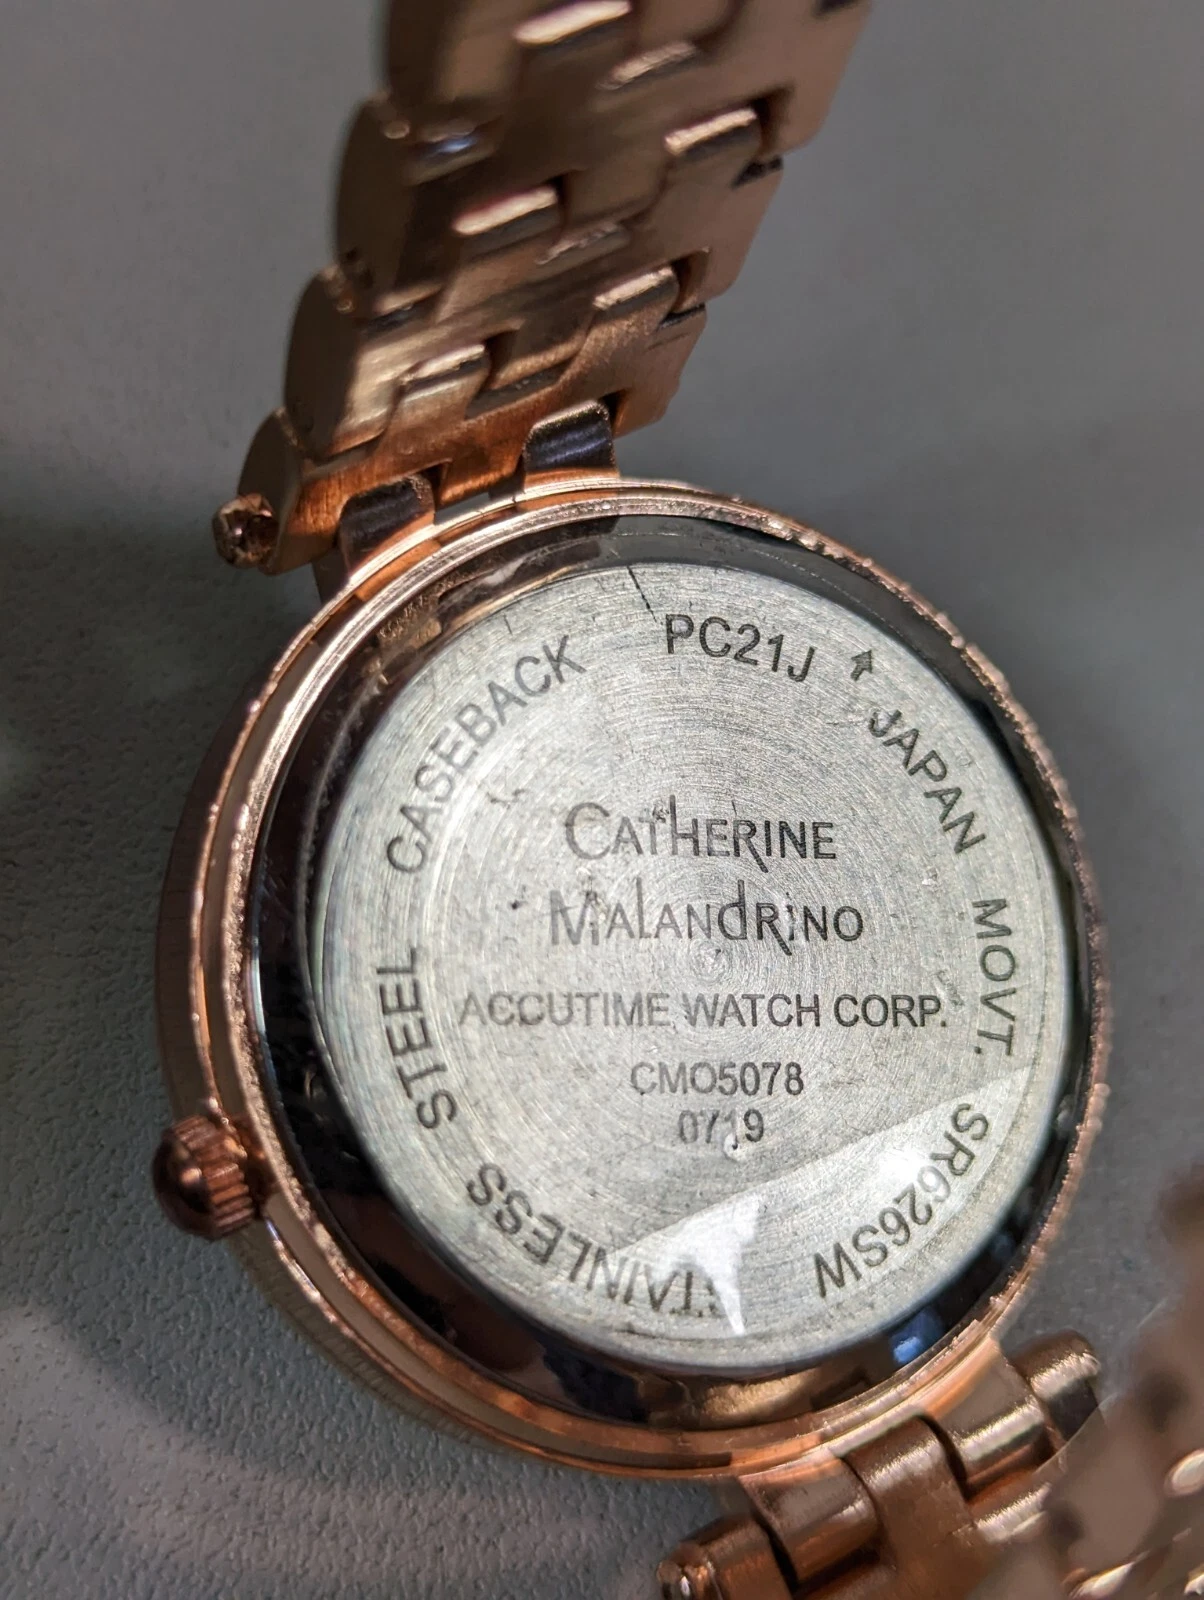 CATHERINE
MALANDRINO
ACCUTIME WATCH CORP.
CMO5078
0719
STAINLESS STEEL CASEBACK
PC21J
JAPAN MOVT.
SR626SW